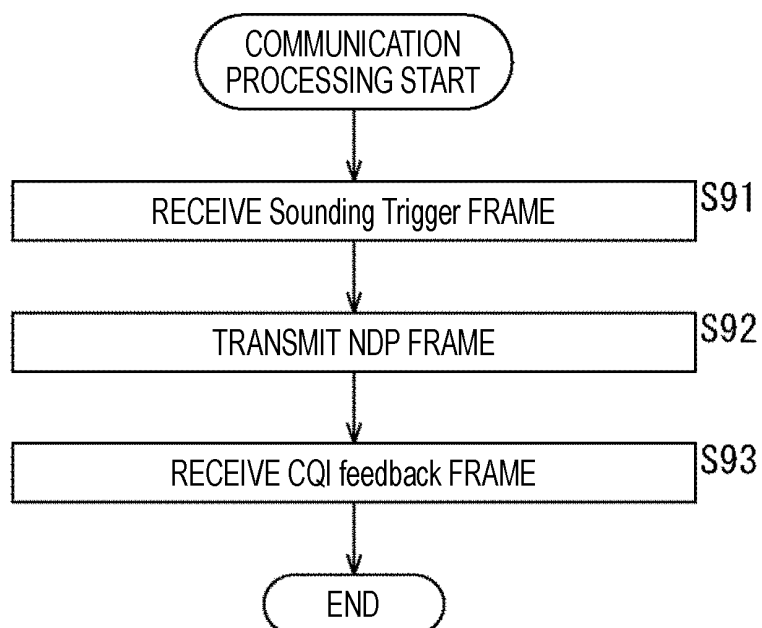 COMMUNICATION
PROCESSING START
RECEIVE Sounding Trigger FRAME
S91
TRANSMIT NDP FRAME
S92
RECEIVE CQI feedback FRAME
S93
END